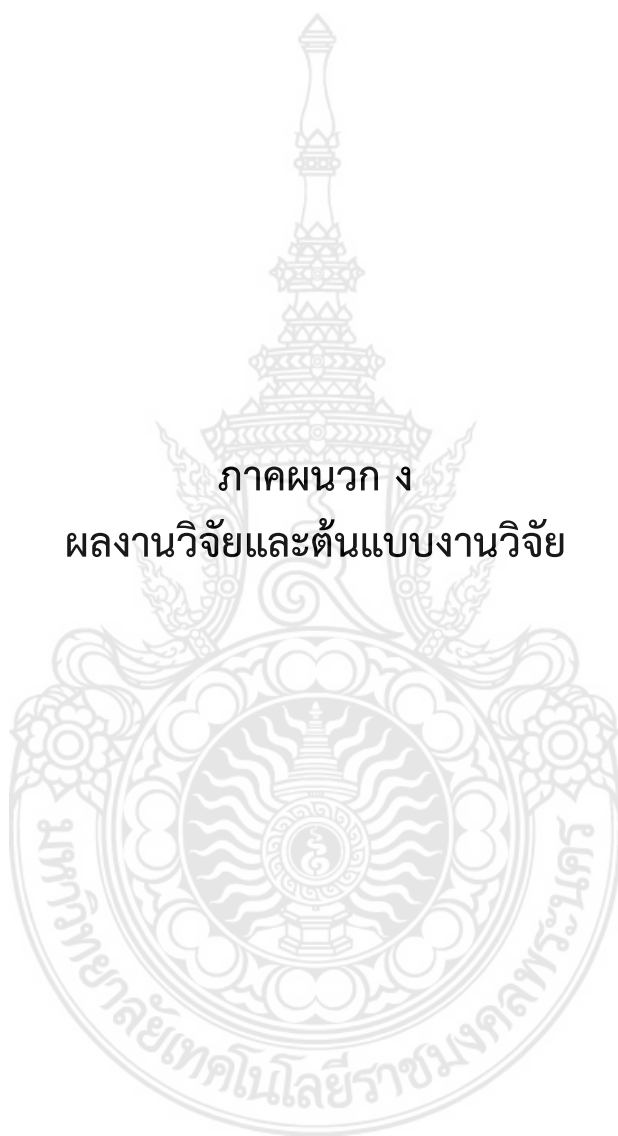 ภาคผนวก ง
ผลงานวิจัยและต้นแบบงานวิจัย
มหาวิทยาลัยเทคโนโลยีราชมงคลพระนคร